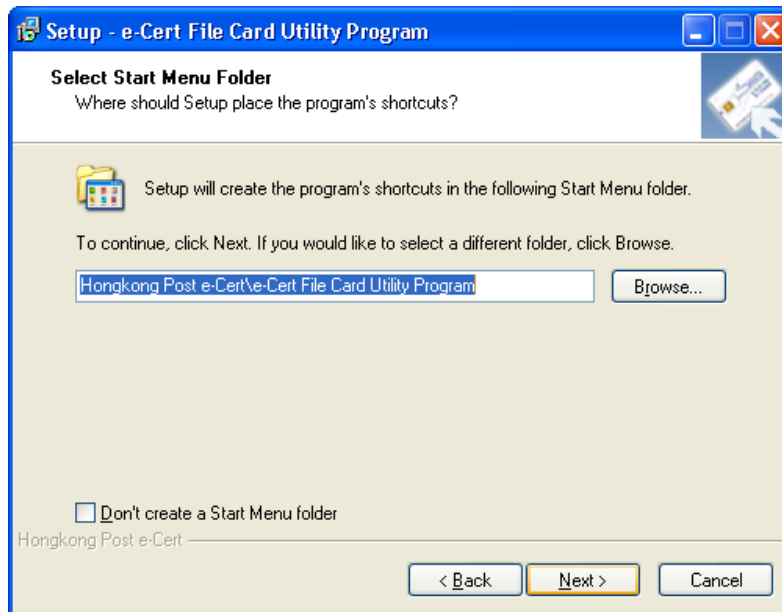 Setup - e-Cert File Card Utility Program
Select Start Menu Folder
Where should Setup place the program's shortcuts?
Setup will create the program's shortcuts in the following Start Menu folder.
To continue, click Next. If you would like to select a different folder, click Browse.
Hongkong Post e-Cert\e-Cert File Card Utility Program
Browse...
Don't create a Start Menu folder
Hongkong Post e-Cert
< Back
Next >
Cancel